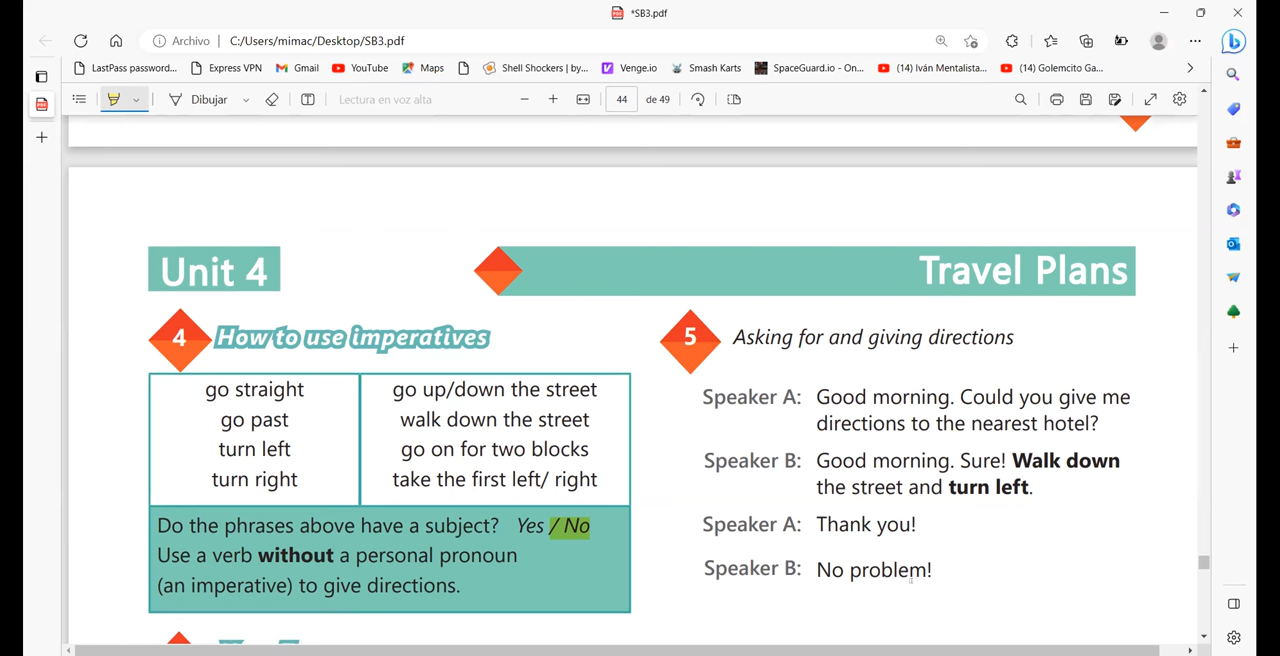 *SB3.pdf
Archivo | C:/Users/mimac/Desktop/SB3.pdf
LastPass password... Express VPN Gmail YouTube Maps Shell Shockers | by... Venge.io Smash Karts SpaceGuard.io - On... (14) Iván Mentalista... (14) Golemcito Ga...
Dibujar Lectura en voz alta 44 de 49
Unit 4
Travel Plans
4 How to use imperatives
go straight
go past
turn left
turn right
go up/down the street
walk down the street
go on for two blocks
take the first left/ right
Do the phrases above have a subject? Yes / No
Use a verb without a personal pronoun
(an imperative) to give directions.
5 Asking for and giving directions
Speaker A: Good morning. Could you give me
directions to the nearest hotel?
Speaker B: Good morning. Sure! Walk down
the street and turn left.
Speaker A: Thank you!
Speaker B: No problem!